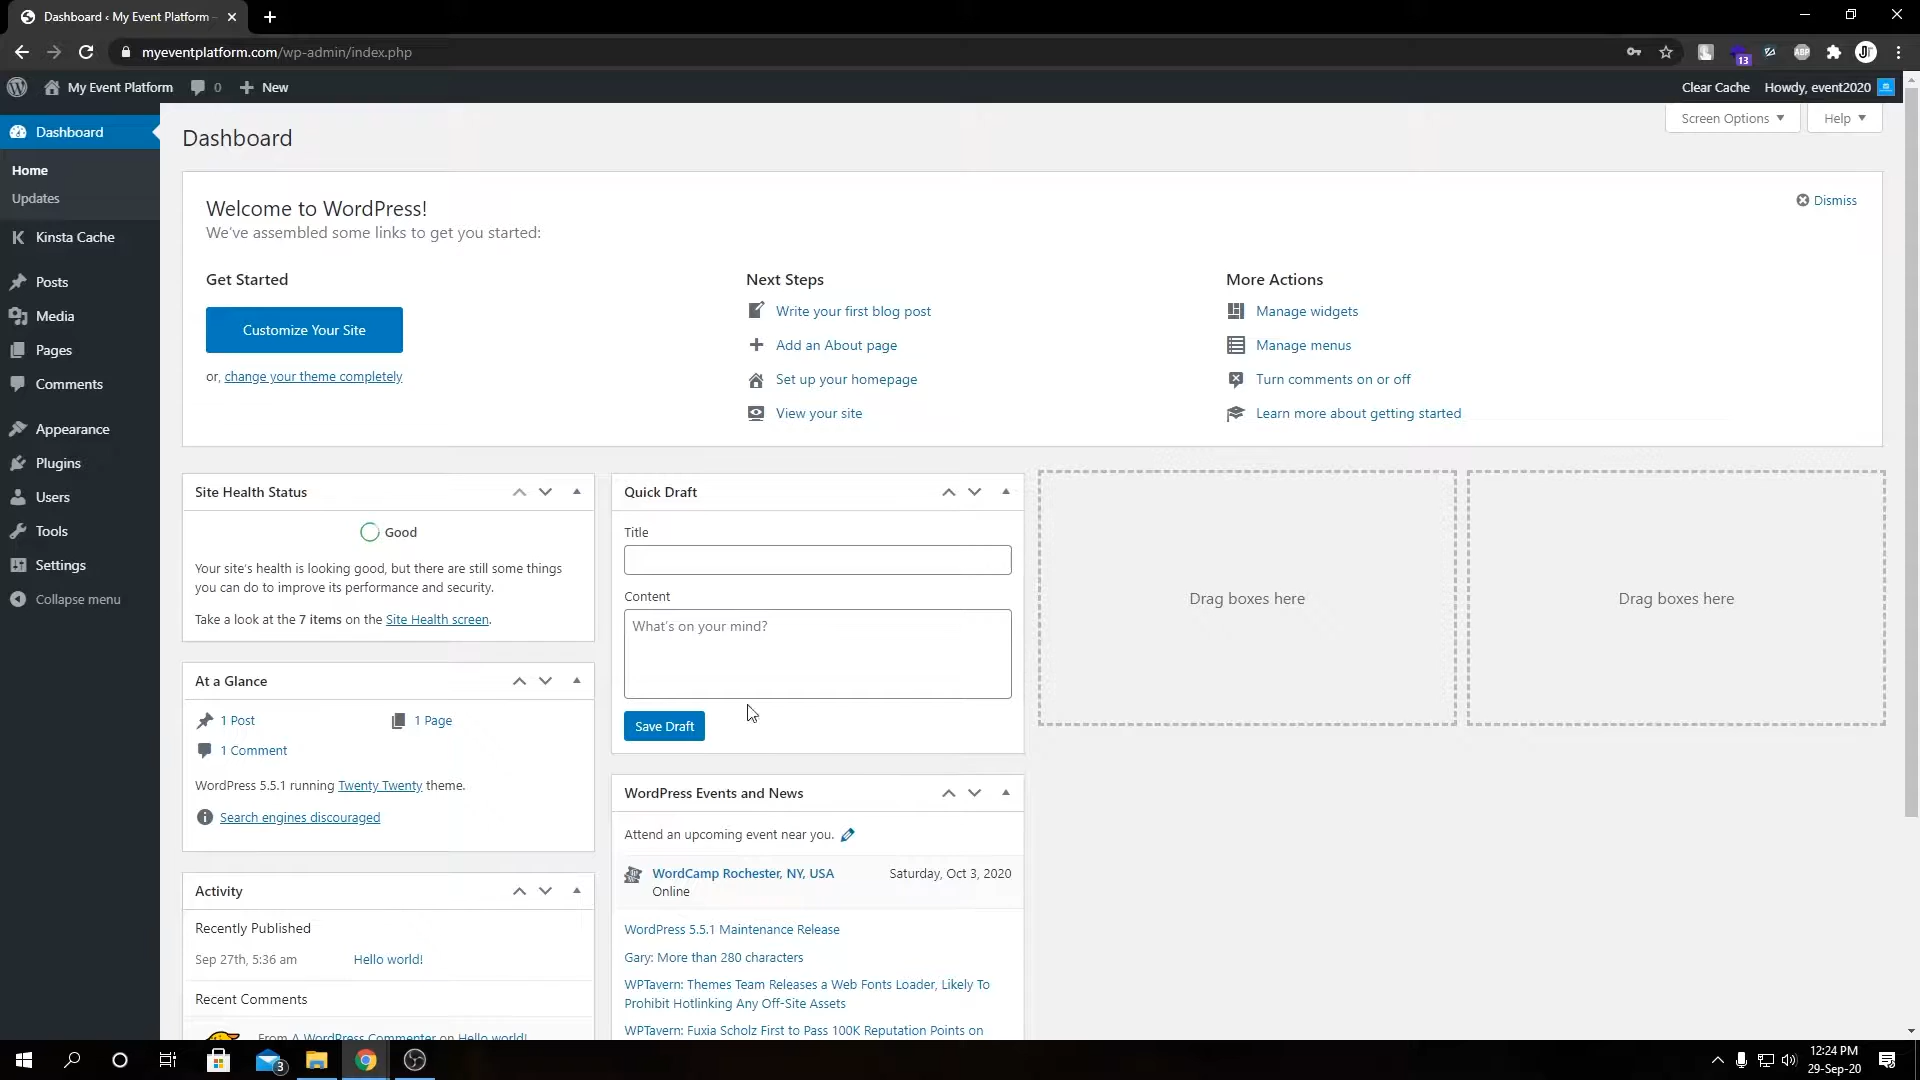 Dashboard ‹ My Event Platform
myeventplatform.com/wp-admin/index.php
13
ABP
My Event Platform
0
New
Clear Cache
Howdy, event2020
Dashboard
Home
Updates
Kinsta Cache
Posts
Media
Pages
Comments
Appearance
Plugins
Users
Tools
Settings
Collapse menu
Dashboard
Screen Options
Help
Welcome to WordPress!
We've assembled some links to get you started:
Dismiss
Get Started
Customize Your Site
or, change your theme completely
Next Steps
Write your first blog post
Add an About page
Set up your homepage
View your site
More Actions
Manage widgets
Manage menus
Turn comments on or off
Learn more about getting started
Site Health Status
Good
Your site's health is looking good, but there are still some things
you can do to improve its performance and security.
Take a look at the 7 items on the Site Health screen.
At a Glance
1 Post
1 Page
1 Comment
WordPress 5.5.1 running Twenty Twenty theme.
Search engines discouraged
Activity
Recently Published
Sep 27th, 5:36 am
Hello world!
Recent Comments
From A WordPress Commenter on Hello world!
Quick Draft
Title
Content
What's on your mind?
Save Draft
WordPress Events and News
Attend an upcoming event near you.
WordCamp Rochester, NY, USA
Saturday, Oct 3, 2020
Online
WordPress 5.5.1 Maintenance Release
Gary: More than 280 characters
WPTavern: Themes Team Releases a Web Fonts Loader, Likely To
Prohibit Hotlinking Any Off-Site Assets
WPTavern: Fuxia Scholz First to Pass 100K Reputation Points on
Drag boxes here
Drag boxes here
3
12:24 PM
29-Sep-20